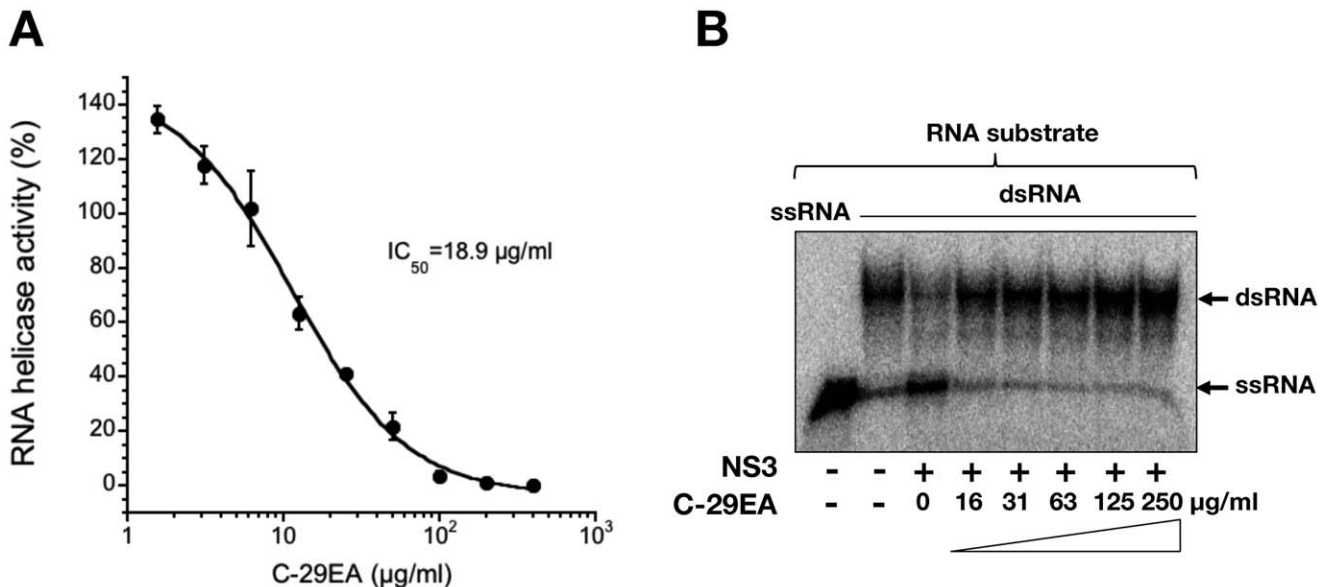 A
RNA helicase activity (%)
140
120
100
80
60
40
20
0
IC50=18.9 µg/ml
1 10 10² 10³
C-29EA (µg/ml)
B
RNA substrate
ssRNA dsRNA
dsRNA
ssRNA
NS3 - - + + + + + +
C-29EA - - 0 16 31 63 125 250 µg/ml